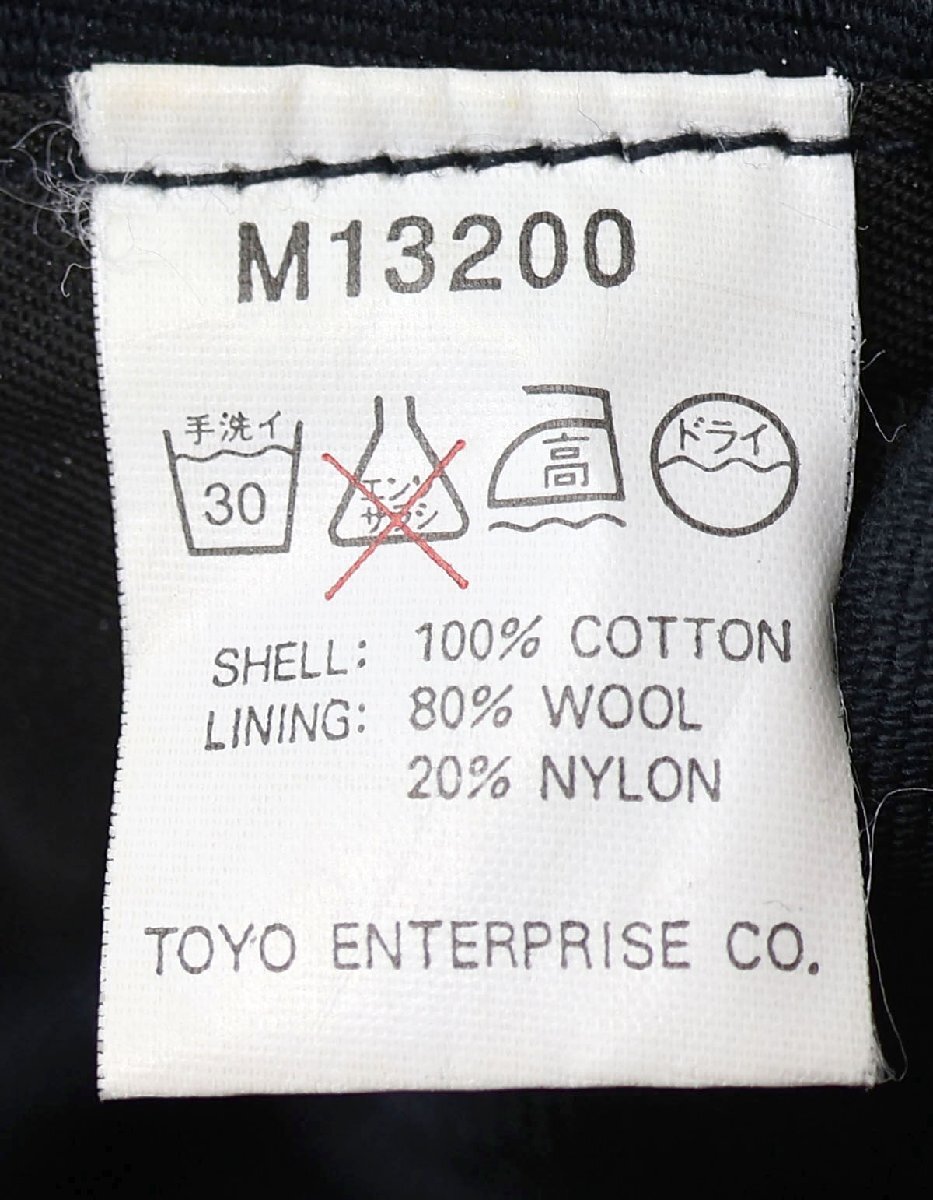 M13200
手洗イ
30
エンソ
サラシ
高
ドライ
SHELL: 100% COTTON
LINING: 80% WOOL
20% NYLON
TOYO ENTERPRISE CO.